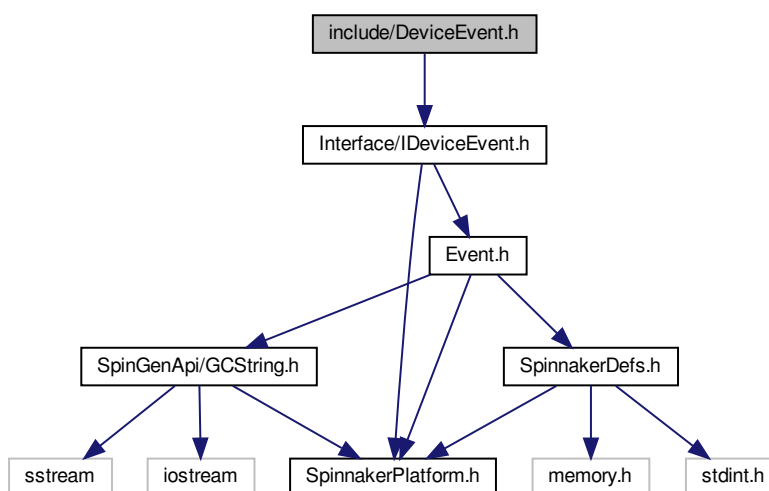 include/DeviceEvent.h
Interface/IDeviceEvent.h
Event.h
SpinGenApi/GCString.h
SpinnakerDefs.h
sstream
iostream
SpinnakerPlatform.h
memory.h
stdint.h